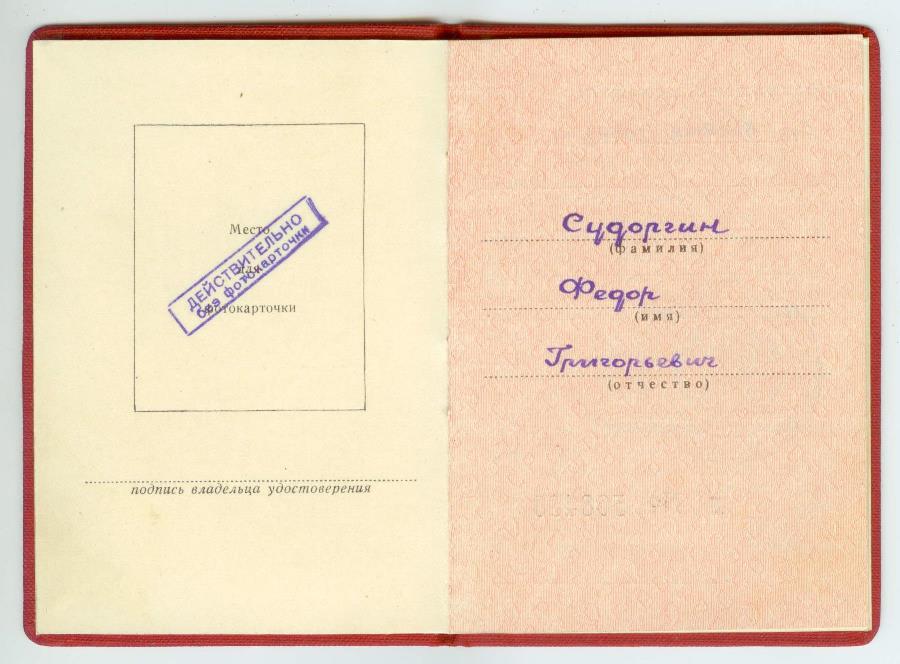 Место
для
фотокарточки
ДЕЙСТВИТЕЛЬНО
без фотокарточки
подпись владельца удостоверения
Судоргин
(фамилия)
Федор
(имя)
Григорьевич
(отчество)